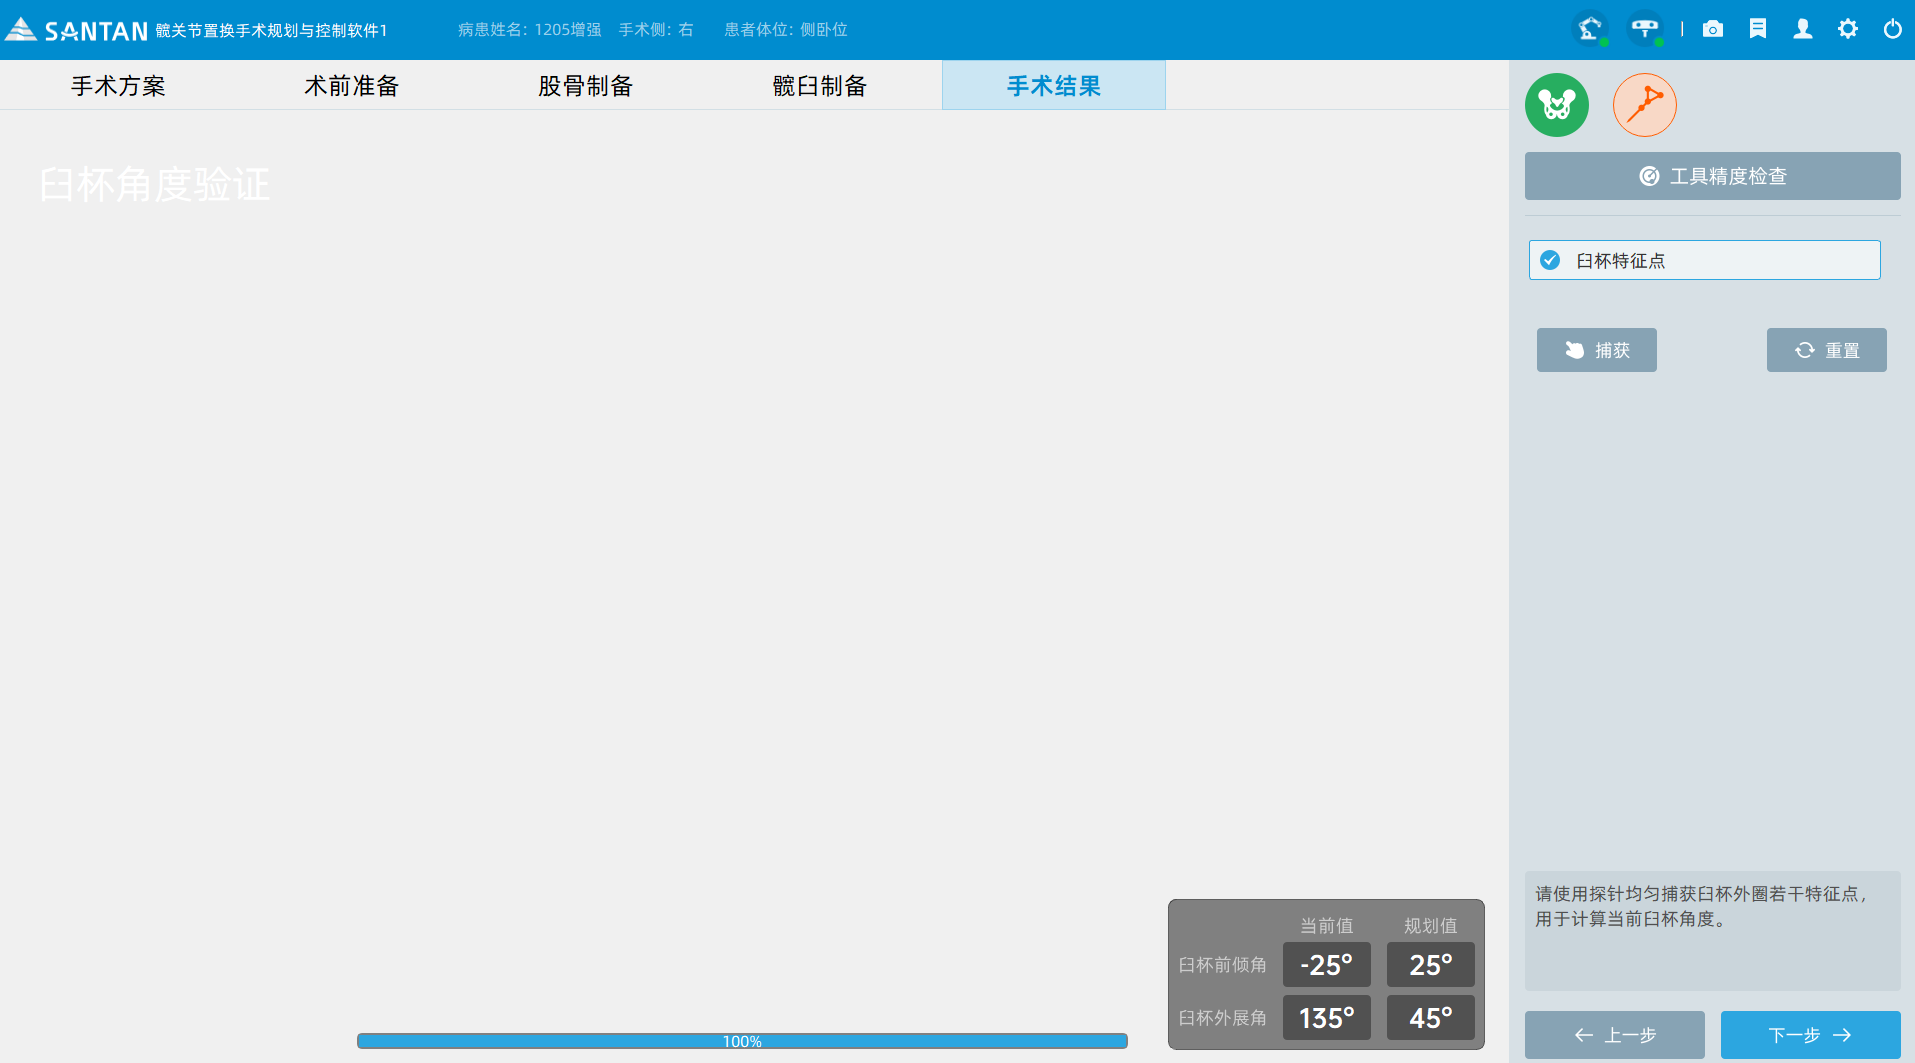 SANTAN 髋关节置换手术规划与控制软件1
病患姓名: 1205增强 手术侧: 右 患者体位: 侧卧位
手术方案 术前准备 股骨制备 髋臼制备 手术结果
臼杯角度验证
工具精度检查
臼杯特征点
捕获 重置
请使用探针均匀捕获臼杯外圈若干特征点，
用于计算当前臼杯角度。
当前值 规划值
臼杯前倾角 -25° 25°
臼杯外展角 135° 45°
100%
上一步 下一步